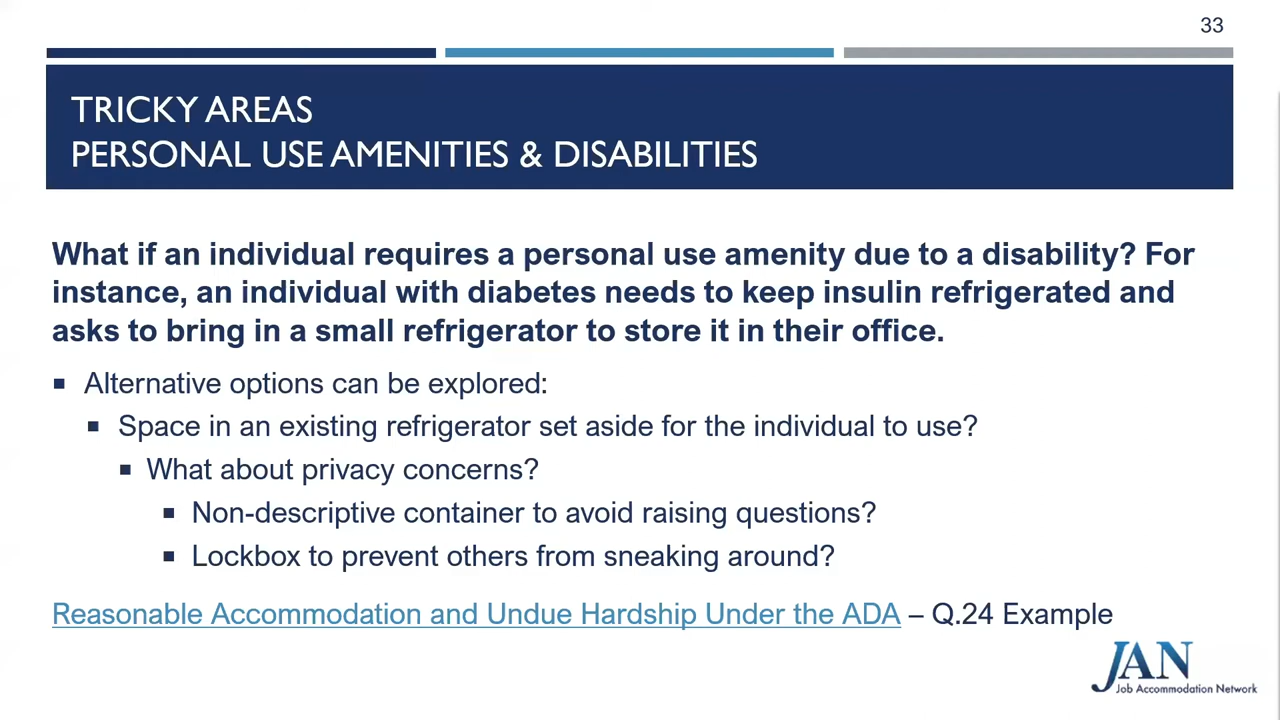 33
TRICKY AREAS
PERSONAL USE AMENITIES & DISABILITIES
What if an individual requires a personal use amenity due to a disability? For
instance, an individual with diabetes needs to keep insulin refrigerated and
asks to bring in a small refrigerator to store it in their office.
▪ Alternative options can be explored:
▪ Space in an existing refrigerator set aside for the individual to use?
▪ What about privacy concerns?
▪ Non-descriptive container to avoid raising questions?
▪ Lockbox to prevent others from sneaking around?
Reasonable Accommodation and Undue Hardship Under the ADA – Q.24 Example
JAN
Job Accommodation Network